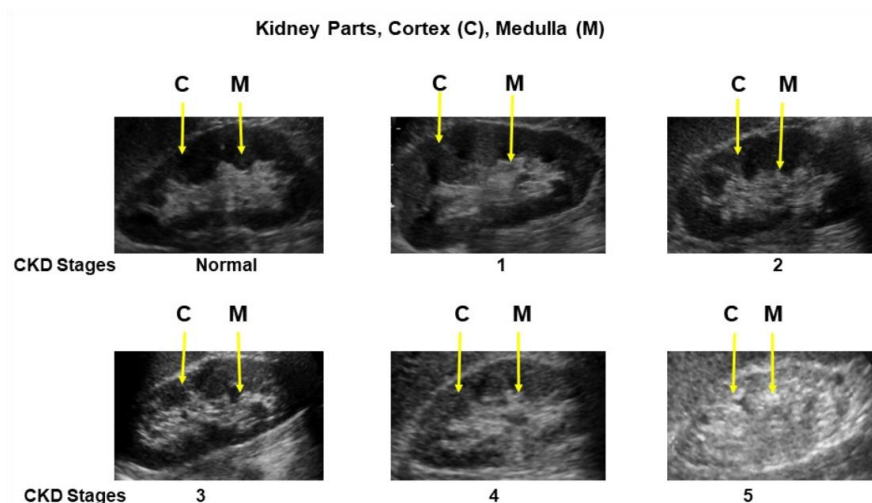 Kidney Parts, Cortex (C), Medulla (M)
C M C M C M
CKD Stages Normal 1 2
C M C M C M
CKD Stages 3 4 5